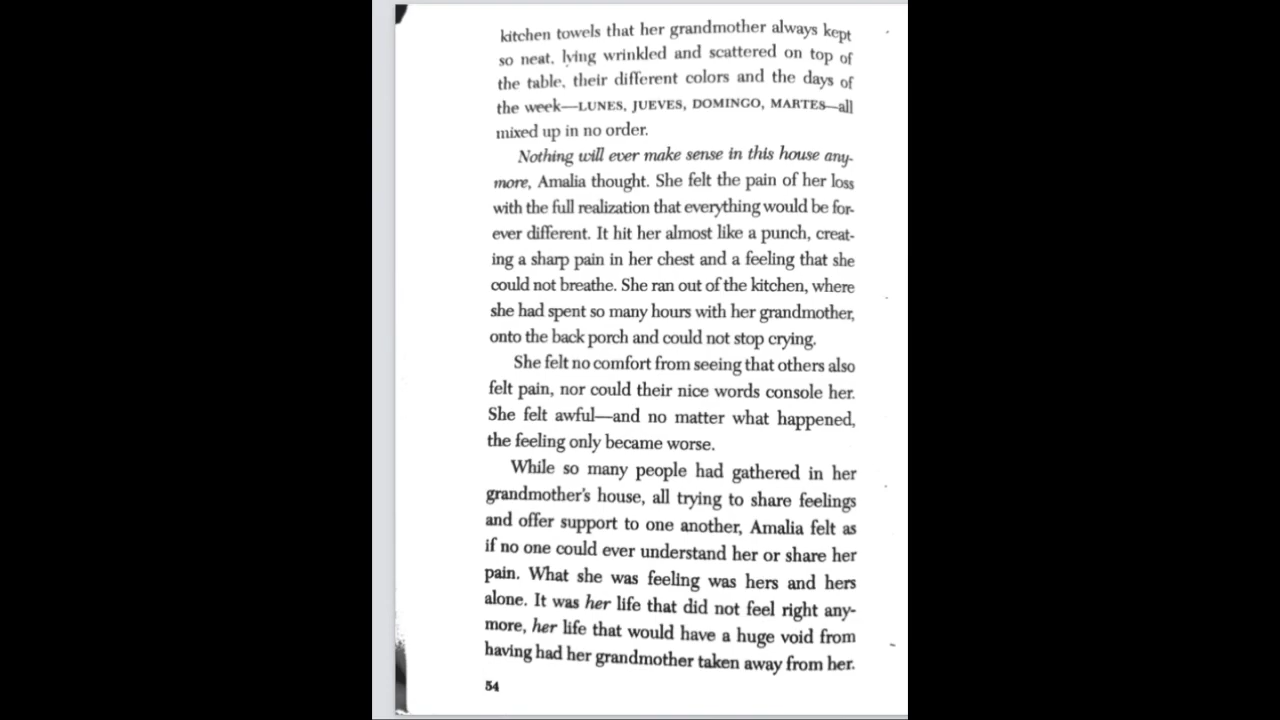 kitchen towels that her grandmother always kept
so neat, lying wrinkled and scattered on top of
the table, their different colors and the days of
the week—LUNES, JUEVES, DOMINGO, MARTES—all
mixed up in no order.
Nothing will ever make sense in this house any-
more, Amalia thought. She felt the pain of her loss
with the full realization that everything would be for-
ever different. It hit her almost like a punch, creat-
ing a sharp pain in her chest and a feeling that she
could not breathe. She ran out of the kitchen, where
she had spent so many hours with her grandmother,
onto the back porch and could not stop crying.
She felt no comfort from seeing that others also
felt pain, nor could their nice words console her.
She felt awful—and no matter what happened,
the feeling only became worse.
While so many people had gathered in her
grandmother's house, all trying to share feelings
and offer support to one another, Amalia felt as
if no one could ever understand her or share her
pain. What she was feeling was hers and hers
alone. It was her life that did not feel right any-
more, her life that would have a huge void from
having had her grandmother taken away from her.
54